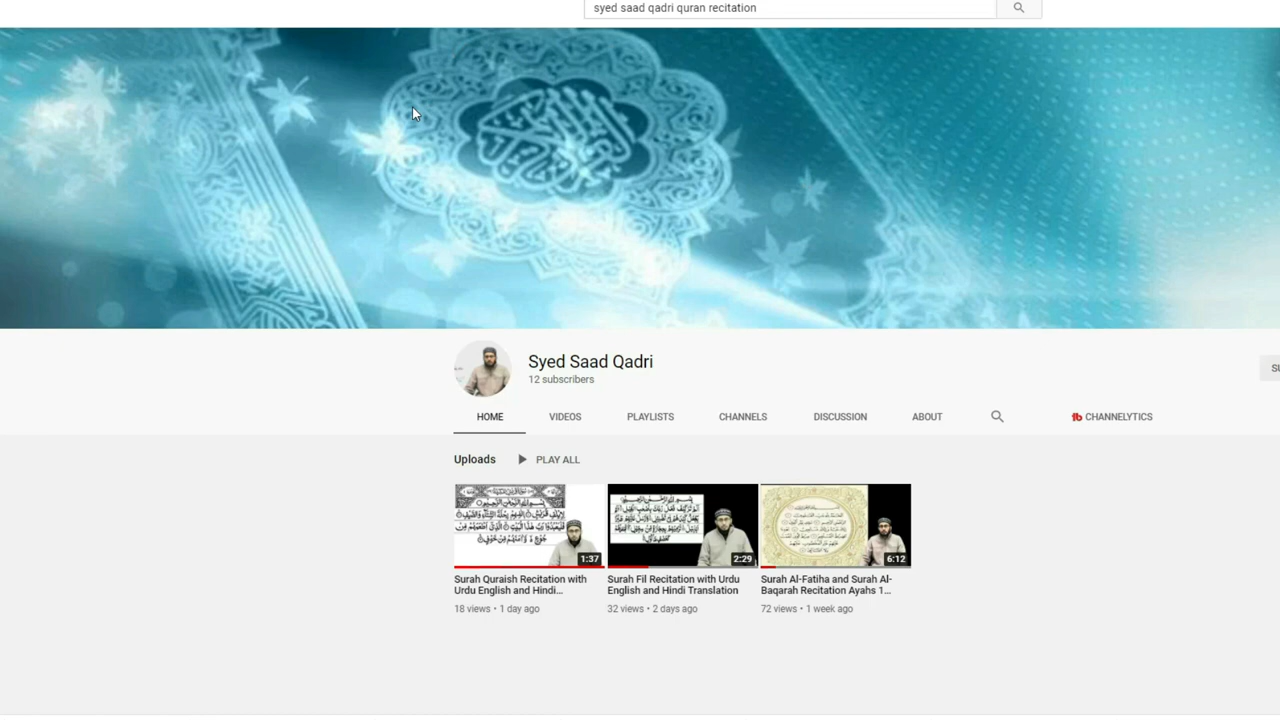 syed saad qadri quran recitation
Syed Saad Qadri
12 subscribers
HOME VIDEOS PLAYLISTS CHANNELS DISCUSSION ABOUT CHANNELYTICS
Uploads PLAY ALL
1:37 2:29 6:12
Surah Quraish Recitation with
Urdu English and Hindi...
18 views • 1 day ago
Surah Fil Recitation with Urdu
English and Hindi Translation
32 views • 2 days ago
Surah Al-Fatiha and Surah Al-
Baqarah Recitation Ayahs 1...
72 views • 1 week ago